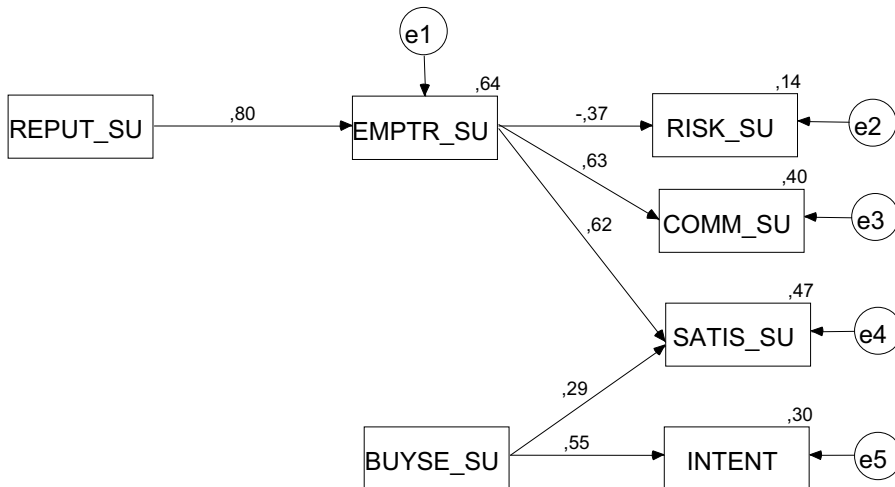 e1
,64
REPUT_SU
,80
EMPTR_SU
-,37
,14
RISK_SU
e2
,63
,40
COMM_SU
e3
,62
,47
SATIS_SU
e4
,29
BUYSE_SU
,55
,30
INTENT
e5